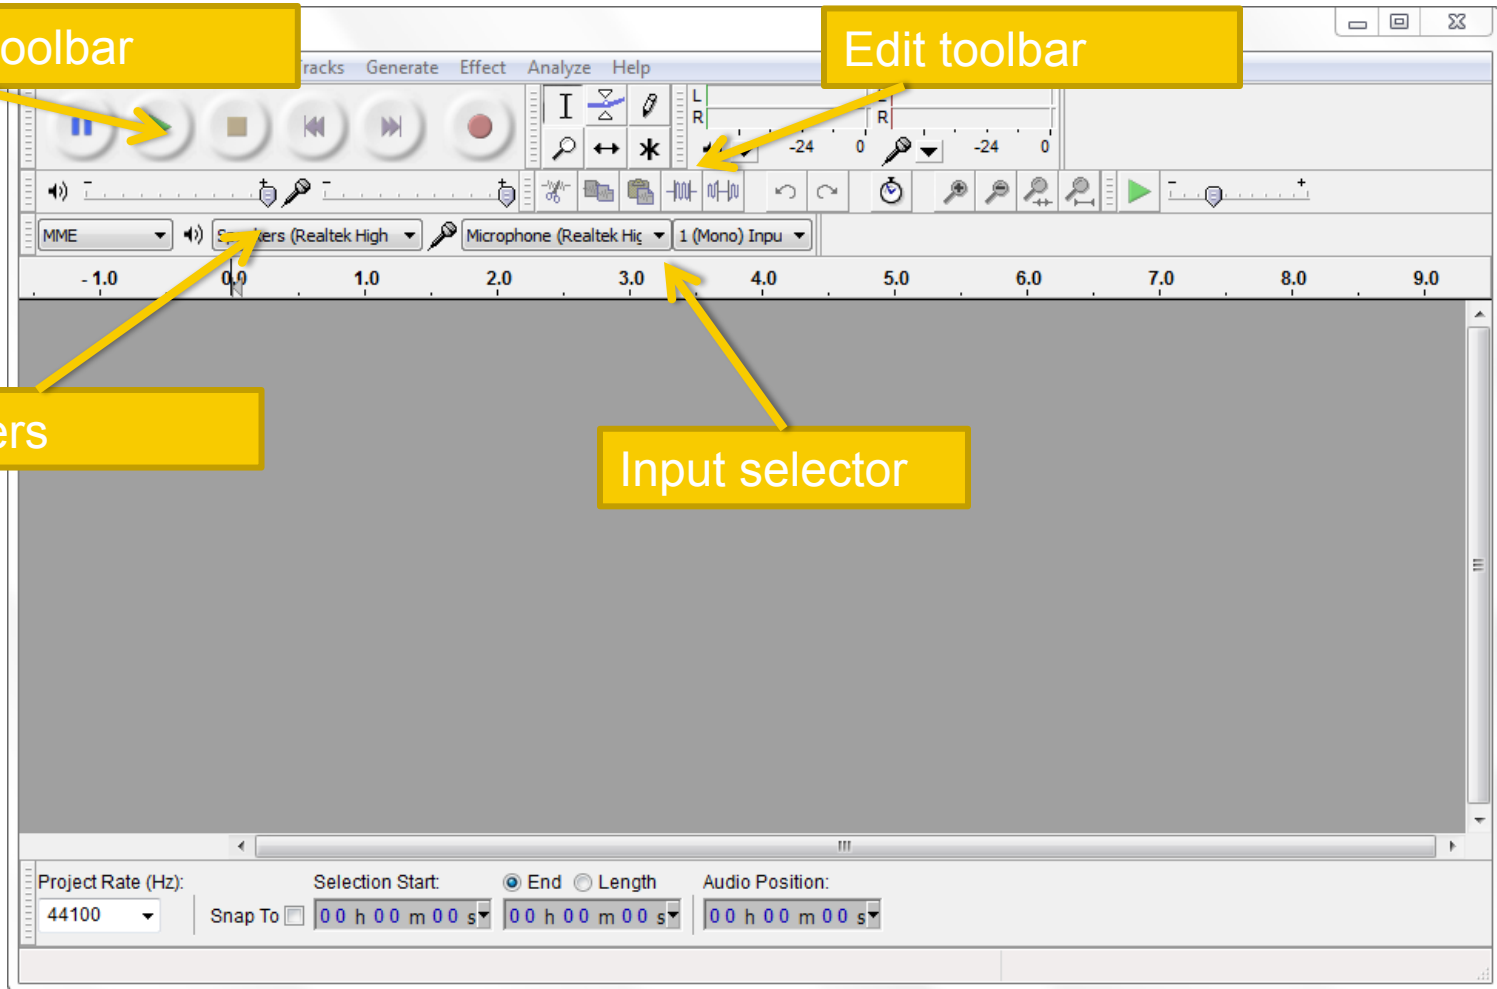 oolbar
Edit toolbar
racks Generate Effect Analyze Help
L
R
R
-24 0
-24 0
MME
Speakers (Realtek High
Microphone (Realtek Hig
1 (Mono) Inpu
- 1.0 0.0 1.0 2.0 3.0 4.0 5.0 6.0 7.0 8.0 9.0
ers
Input selector
Project Rate (Hz): Selection Start: End Length Audio Position:
44100 Snap To 00 h 00 m 00 s 00 h 00 m 00 s 00 h 00 m 00 s